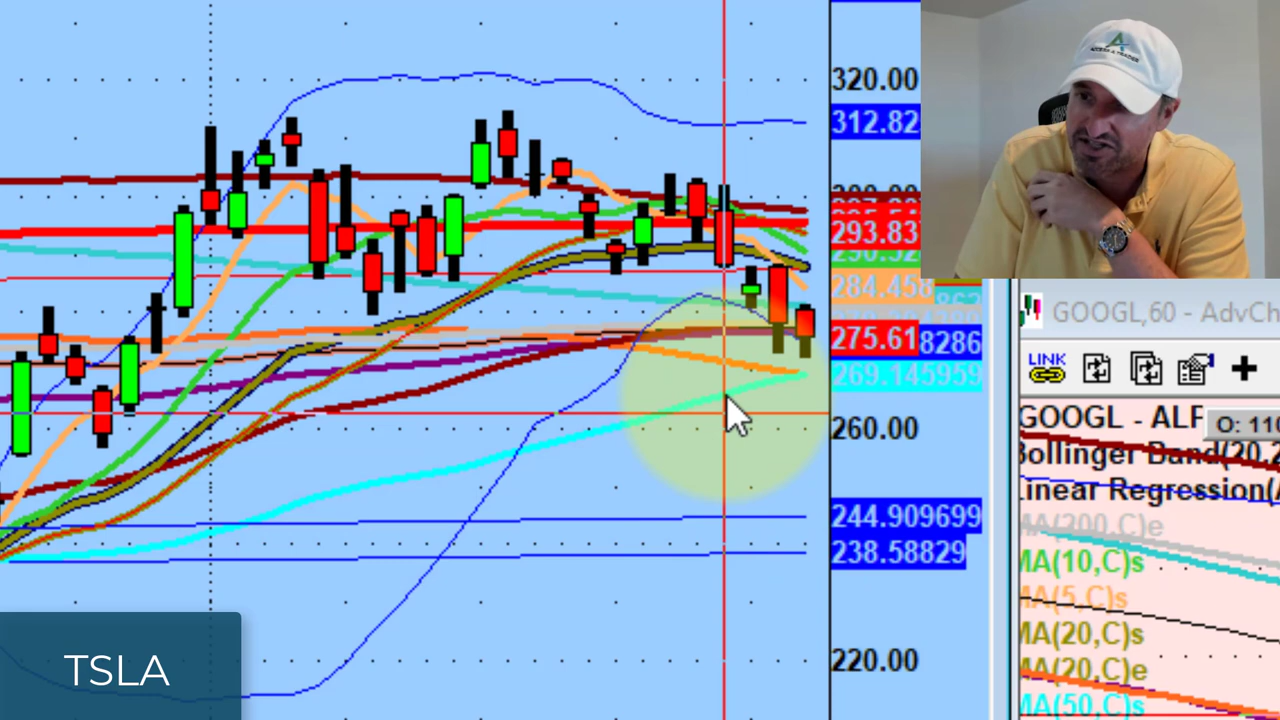 320.00
312.82
293.83
284.458
275.61
8286
269.145959
260.00
244.909699
238.58829
220.00
TSLA
GOOGL,60 - AdvCh
LINK
GOOGL - ALF
O: 110
Bollinger Band(20,2
Linear Regression(
MA(200,C)e
MA(10,C)s
MA(5,C)s
MA(20,C)s
MA(20,C)e
MA(50,C)s